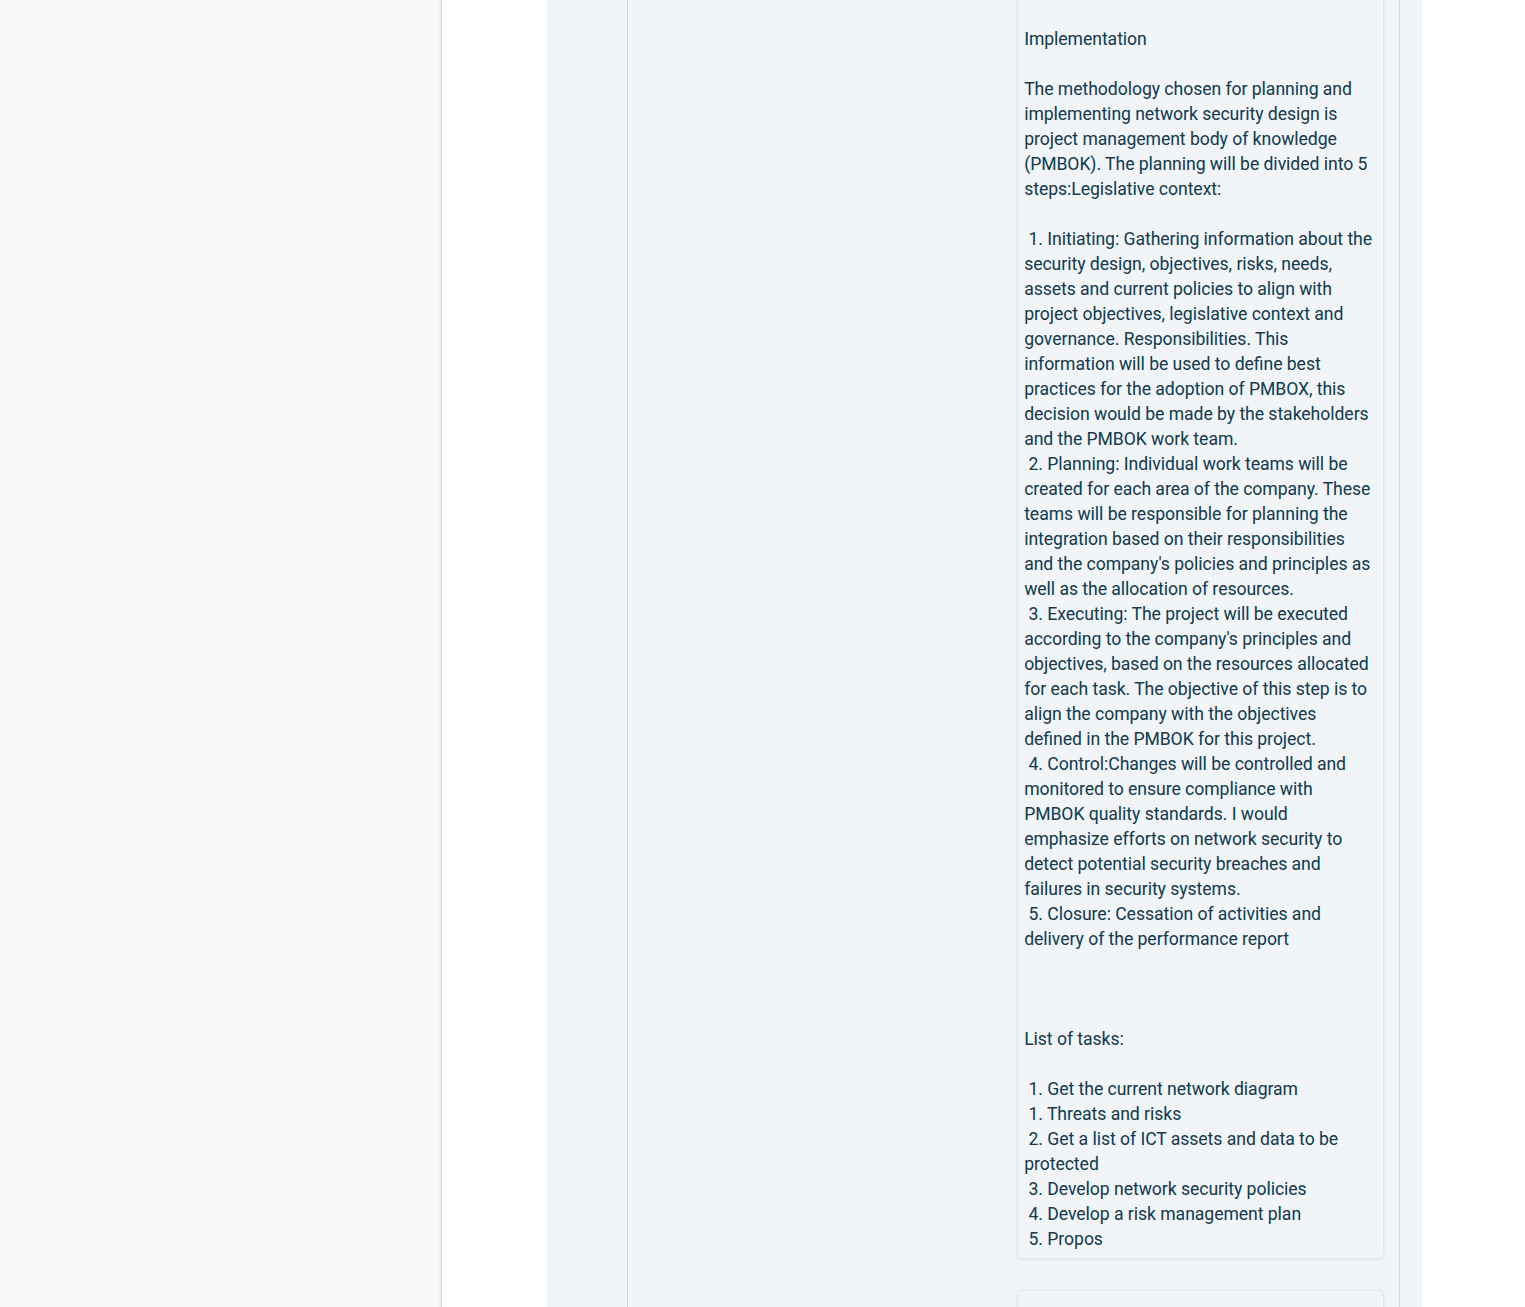 Implementation
The methodology chosen for planning and
implementing network security design is
project management body of knowledge
(PMBOK). The planning will be divided into 5
steps:Legislative context:
1. Initiating: Gathering information about the
security design, objectives, risks, needs,
assets and current policies to align with
project objectives, legislative context and
governance. Responsibilities. This
information will be used to define best
practices for the adoption of PMBOX, this
decision would be made by the stakeholders
and the PMBOK work team.
2. Planning: Individual work teams will be
created for each area of the company. These
teams will be responsible for planning the
integration based on their responsibilities
and the company's policies and principles as
well as the allocation of resources.
3. Executing: The project will be executed
according to the company's principles and
objectives, based on the resources allocated
for each task. The objective of this step is to
align the company with the objectives
defined in the PMBOK for this project.
4. Control:Changes will be controlled and
monitored to ensure compliance with
PMBOK quality standards. I would
emphasize efforts on network security to
detect potential security breaches and
failures in security systems.
5. Closure: Cessation of activities and
delivery of the performance report
List of tasks:
1. Get the current network diagram
1. Threats and risks
2. Get a list of ICT assets and data to be
protected
3. Develop network security policies
4. Develop a risk management plan
5. Propos